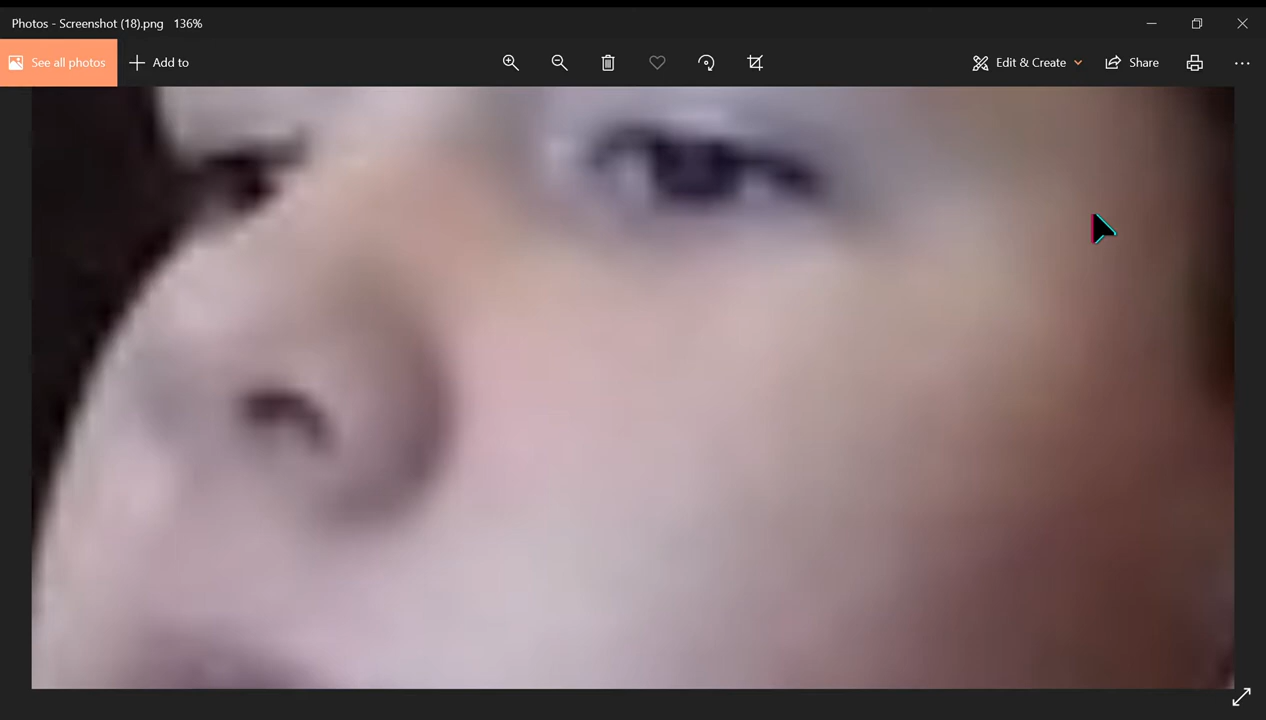 Photos - Screenshot (18).png 136%
See all photos
Add to
Edit & Create
Share